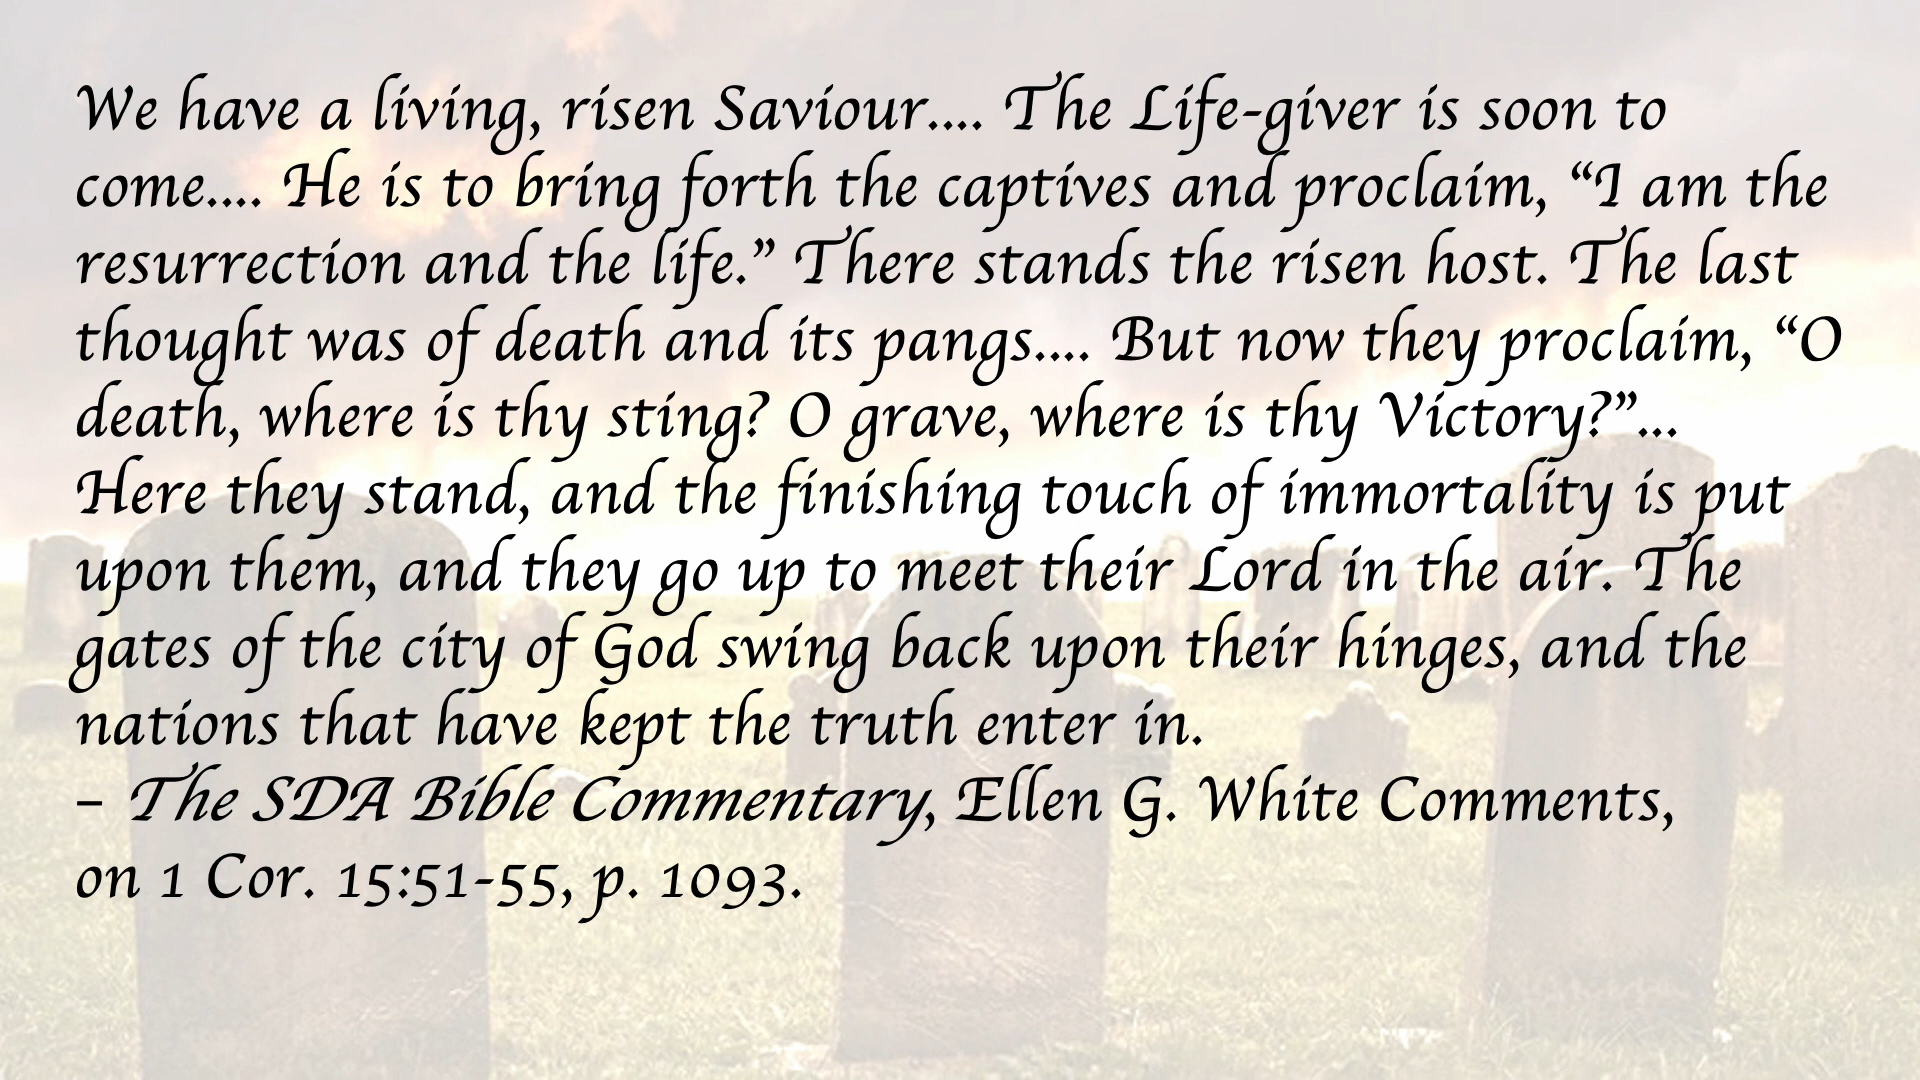 We have a living, risen Saviour.... The Life-giver is soon to
come.... He is to bring forth the captives and proclaim, “I am the
resurrection and the life.” There stands the risen host. The last
thought was of death and its pangs.... But now they proclaim, “O
death, where is thy sting? O grave, where is thy Victory?”...
Here they stand, and the finishing touch of immortality is put
upon them, and they go up to meet their Lord in the air. The
gates of the city of God swing back upon their hinges, and the
nations that have kept the truth enter in.
– The SDA Bible Commentary, Ellen G. White Comments,
on 1 Cor. 15:51-55, p. 1093.